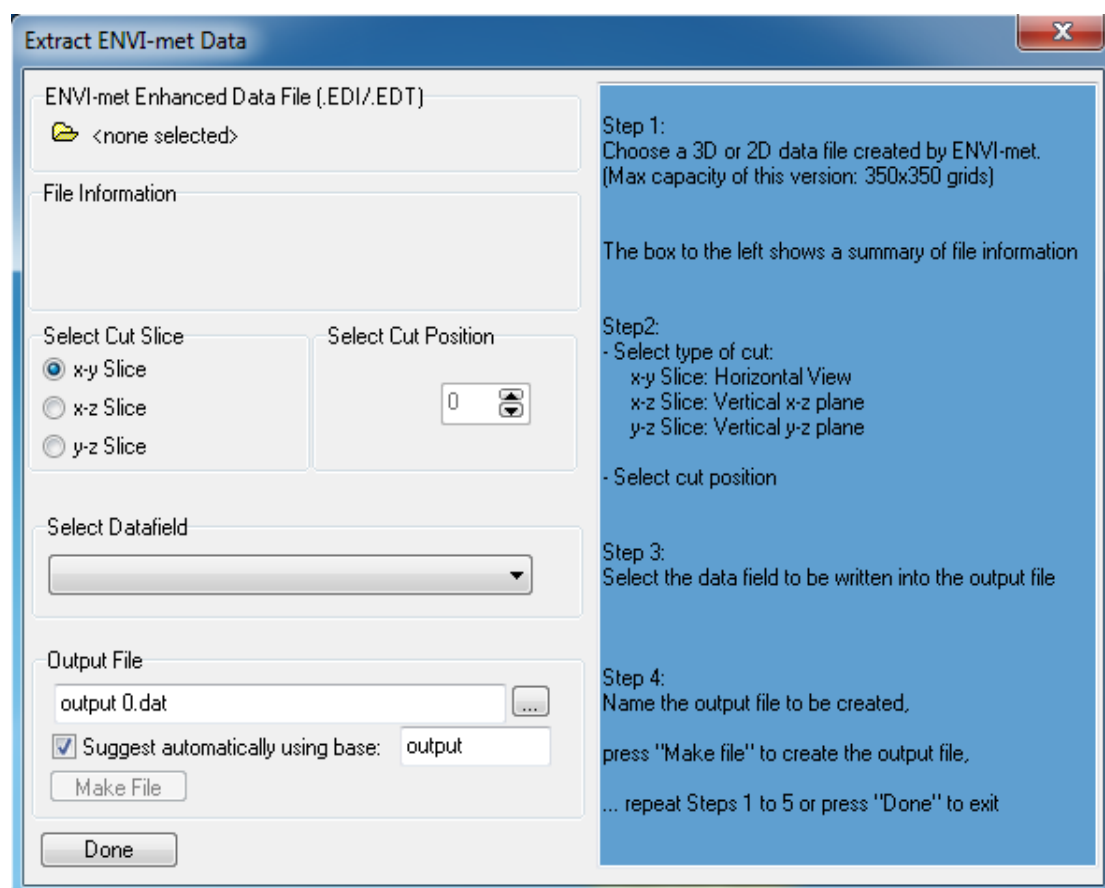 Extract ENVI-met Data
x
ENVI-met Enhanced Data File (.EDI/.EDT)
<none selected>
File Information
Select Cut Slice
x-y Slice
x-z Slice
y-z Slice
Select Cut Position
0
Select Datafield
Output File
output 0.dat
...
Suggest automatically using base:
output
Make File
Done
Step 1:
Choose a 3D or 2D data file created by ENVI-met.
(Max capacity of this version: 350x350 grids)
The box to the left shows a summary of file information
Step2:
- Select type of cut:
x-y Slice: Horizontal View
x-z Slice: Vertical x-z plane
y-z Slice: Vertical y-z plane
- Select cut position
Step 3:
Select the data field to be written into the output file
Step 4:
Name the output file to be created,
press "Make file" to create the output file,
... repeat Steps 1 to 5 or press "Done" to exit